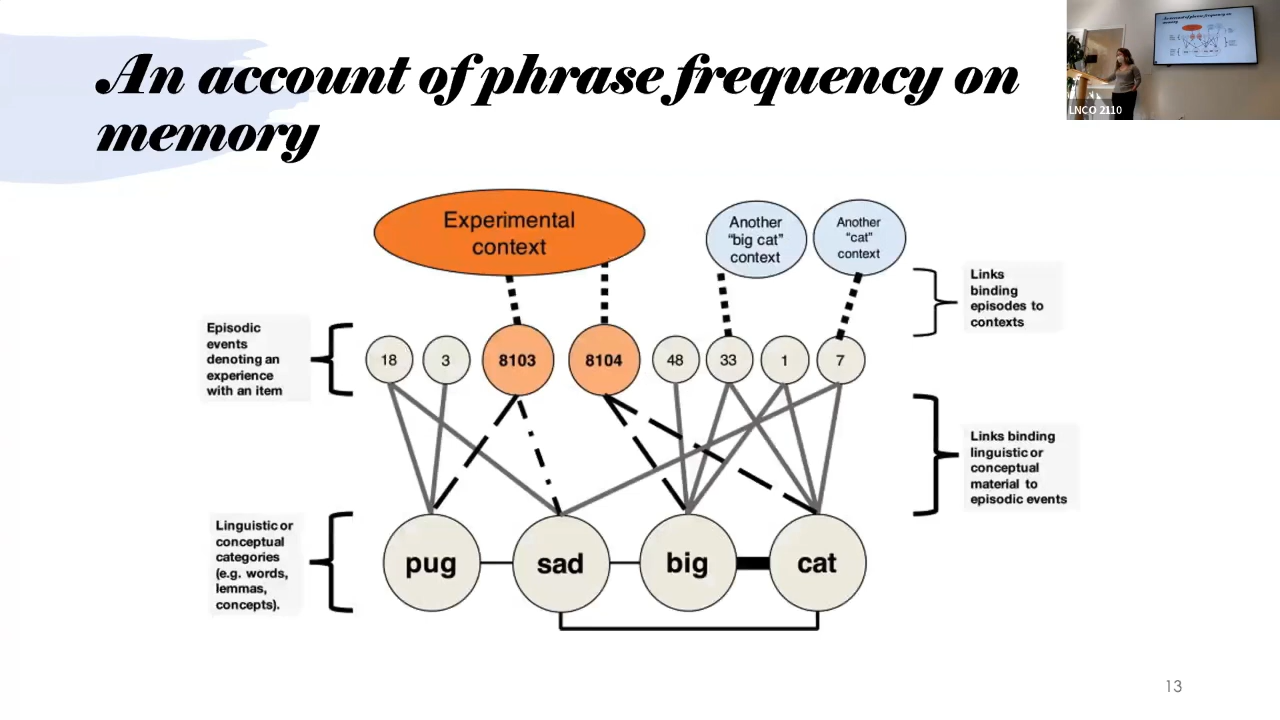 An account of phrase frequency on
memory
LNCO 2110
Experimental
context
Another
“big cat”
context
Another
“cat”
context
Links
binding
episodes to
contexts
Episodic
events
denoting an
experience
with an item
18
3
8103
8104
48
33
1
7
Links binding
linguistic or
conceptual
material to
episodic events
Linguistic or
conceptual
categories
(e.g. words,
lemmas,
concepts).
pug
sad
big
cat
13